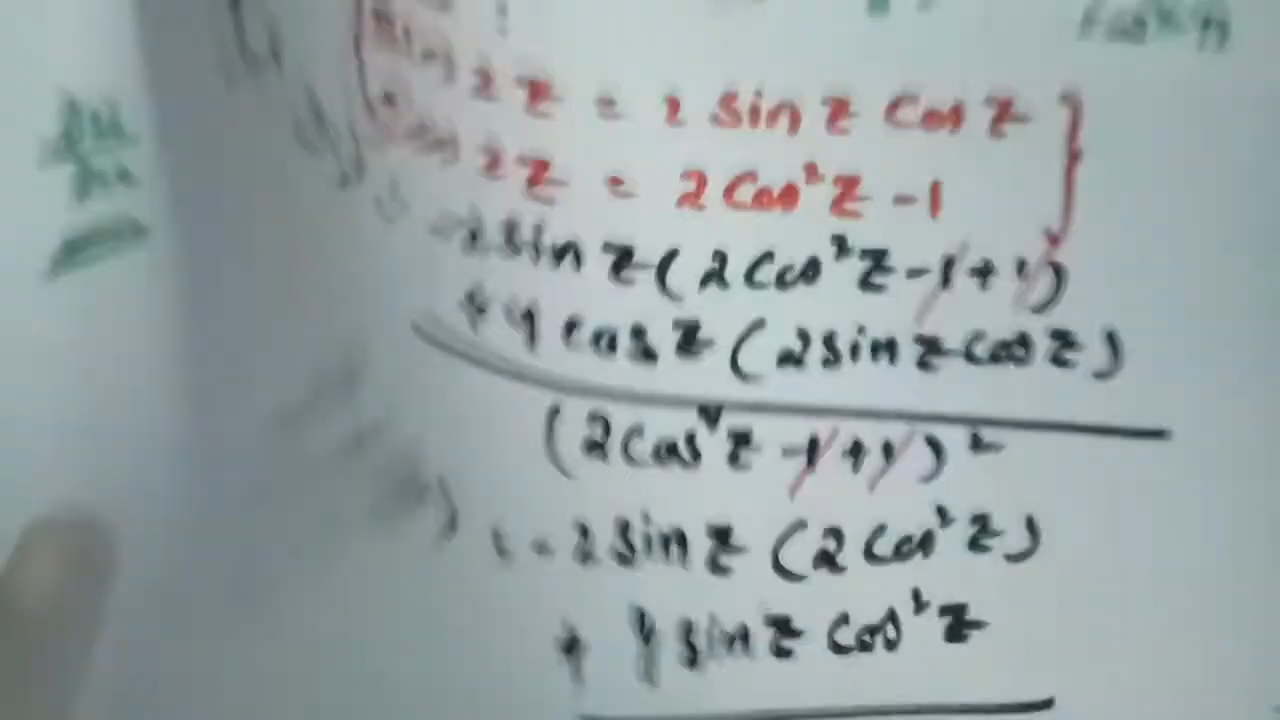 sin 2z = 2 sin z cos z
cos 2z = 2 cos²z - 1
-2 sin z (2 cos²z - 1 + 1)
+ 4 cos z (2 sin z cos z)
(2 cos²z - 1 + 1)²
= -2 sin z (2 cos²z)
+ 4 sin z cos²z